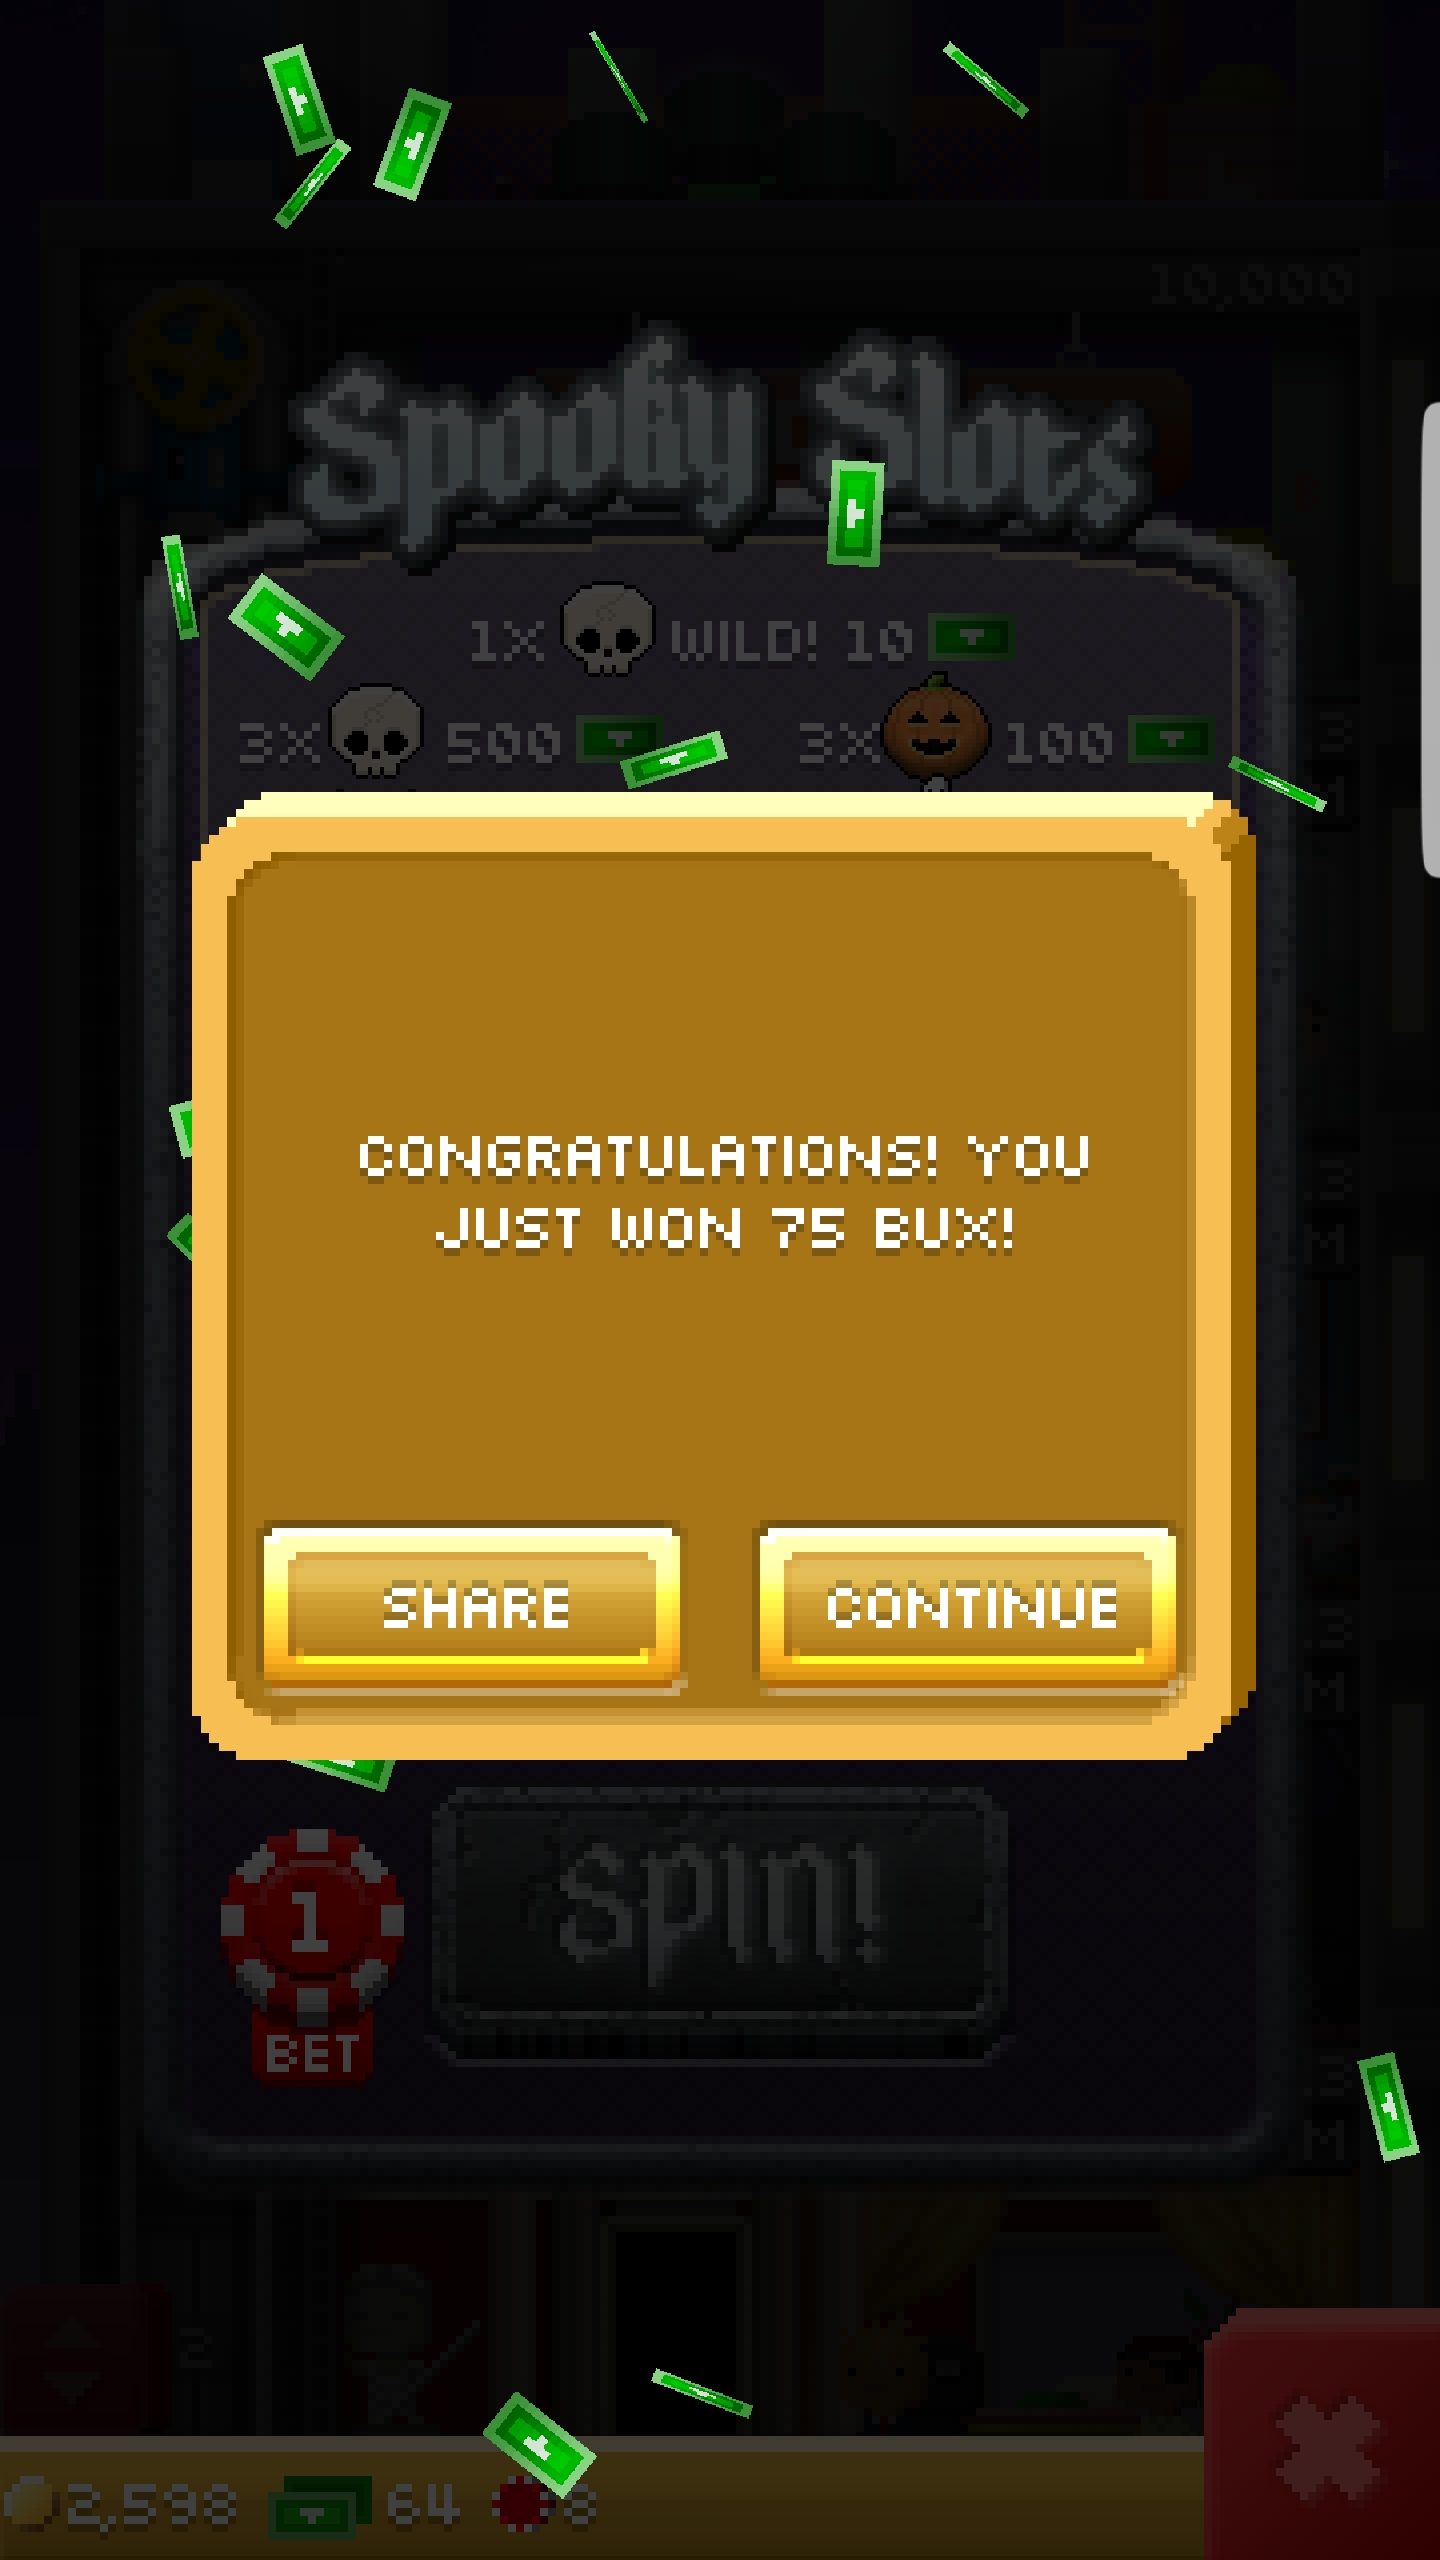 10,000
Spooky Slots
1X WILD! 10
3X 500 3X 100
CONGRATULATIONS! YOU
JUST WON 75 BUX!
SHARE CONTINUE
1
BET
SPIN!
2
2,598 64 8